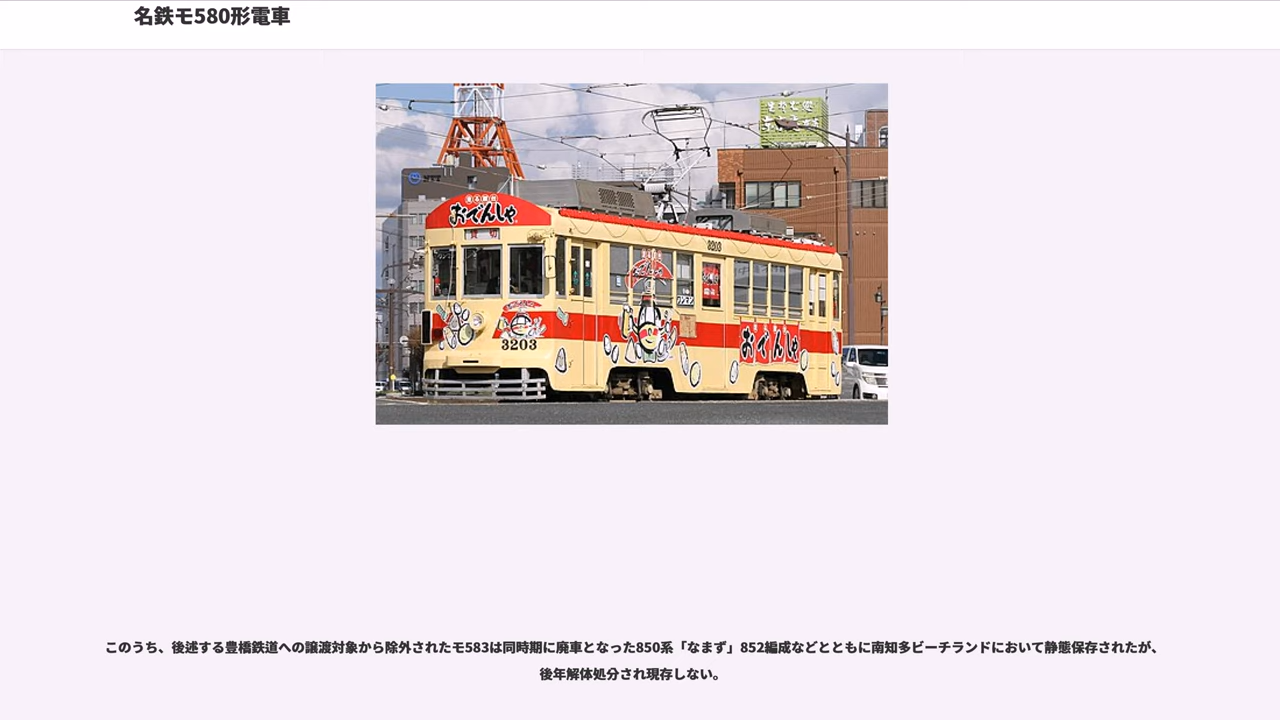 名鉄モ580形電車
おでんしゃ
貸切
3203
3203
おでんしゃ
このうち、後述する豊橋鉄道への譲渡対象から除外されたモ583は同時期に廃車となった850系「なまず」852編成などとともに南知多ビーチランドにおいて静態保存されたが、
後年解体処分され現存しない。